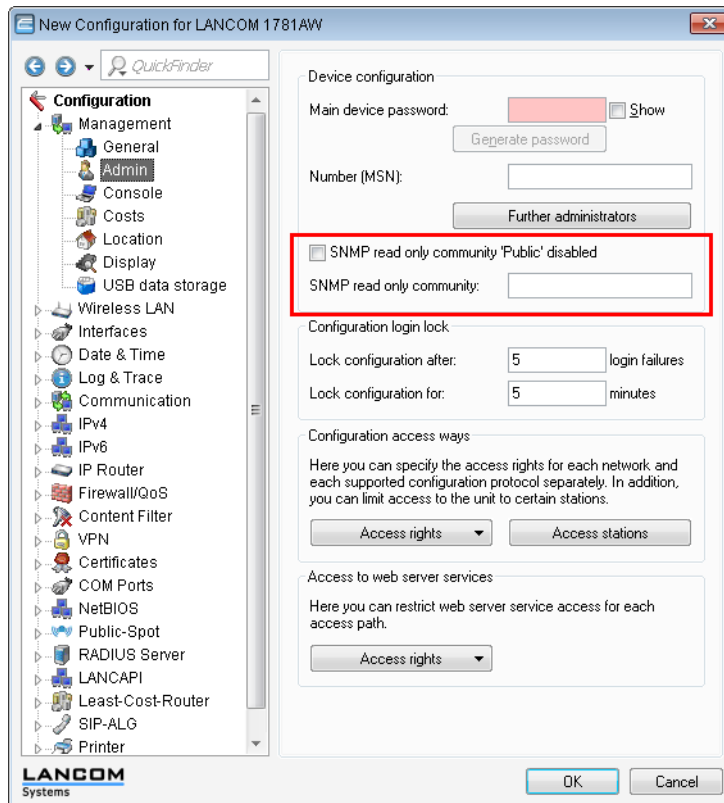 New Configuration for LANCOM 1781AW
QuickFinder
Configuration
Management
General
Admin
Console
Costs
Location
Display
USB data storage
Wireless LAN
Interfaces
Date & Time
Log & Trace
Communication
IPv4
IPv6
IP Router
Firewall/QoS
Content Filter
VPN
Certificates
COM Ports
NetBIOS
Public-Spot
RADIUS Server
LANCAPI
Least-Cost-Router
SIP-ALG
Printer
Device configuration
Main device password: Show
Generate password
Number (MSN):
Further administrators
SNMP read only community 'Public' disabled
SNMP read only community:
Configuration login lock
Lock configuration after: 5 login failures
Lock configuration for: 5 minutes
Configuration access ways
Here you can specify the access rights for each network and
each supported configuration protocol separately. In addition,
you can limit access to the unit to certain stations.
Access rights Access stations
Access to web server services
Here you can restrict web server service access for each
access path.
Access rights
LANCOM
Systems
OK Cancel